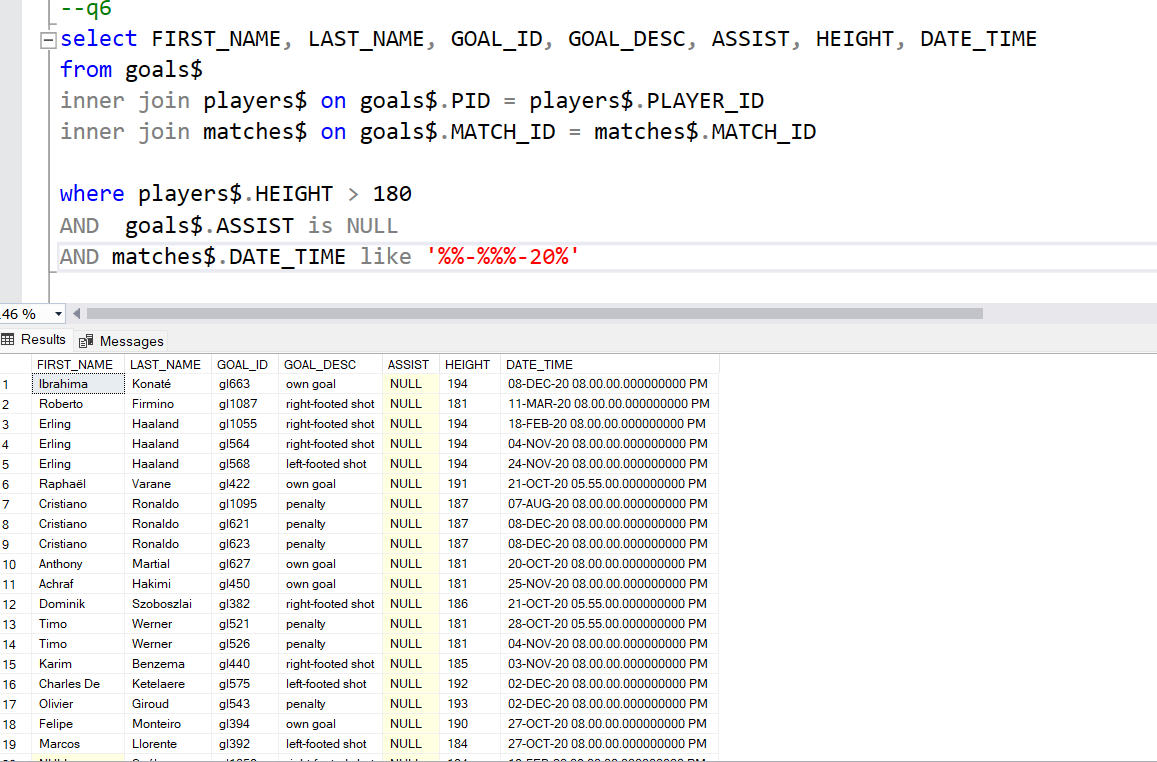 --q6
select FIRST_NAME, LAST_NAME, GOAL_ID, GOAL_DESC, ASSIST, HEIGHT, DATE_TIME
from goals$
inner join players$ on goals$.PID = players$.PLAYER_ID
inner join matches$ on goals$.MATCH_ID = matches$.MATCH_ID
where players$.HEIGHT > 180
AND  goals$.ASSIST is NULL
AND matches$.DATE_TIME like '%%-%%%-20%'
.46 %
Results Messages
FIRST_NAME LAST_NAME GOAL_ID GOAL_DESC ASSIST HEIGHT DATE_TIME
1 Ibrahima Konaté gl663 own goal NULL 194 08-DEC-20 08.00.00.000000000 PM
2 Roberto Firmino gl1087 right-footed shot NULL 181 11-MAR-20 08.00.00.000000000 PM
3 Erling Haaland gl1055 right-footed shot NULL 194 18-FEB-20 08.00.00.000000000 PM
4 Erling Haaland gl564 right-footed shot NULL 194 04-NOV-20 08.00.00.000000000 PM
5 Erling Haaland gl568 left-footed shot NULL 194 24-NOV-20 08.00.00.000000000 PM
6 Raphaël Varane gl422 own goal NULL 191 21-OCT-20 05.55.00.000000000 PM
7 Cristiano Ronaldo gl1095 penalty NULL 187 07-AUG-20 08.00.00.000000000 PM
8 Cristiano Ronaldo gl621 penalty NULL 187 08-DEC-20 08.00.00.000000000 PM
9 Cristiano Ronaldo gl623 penalty NULL 187 08-DEC-20 08.00.00.000000000 PM
10 Anthony Martial gl627 own goal NULL 181 20-OCT-20 08.00.00.000000000 PM
11 Achraf Hakimi gl450 own goal NULL 181 25-NOV-20 08.00.00.000000000 PM
12 Dominik Szoboszlai gl382 right-footed shot NULL 186 21-OCT-20 05.55.00.000000000 PM
13 Timo Werner gl521 penalty NULL 181 28-OCT-20 05.55.00.000000000 PM
14 Timo Werner gl526 penalty NULL 181 04-NOV-20 08.00.00.000000000 PM
15 Karim Benzema gl440 right-footed shot NULL 185 03-NOV-20 08.00.00.000000000 PM
16 Charles De Ketelaere gl575 left-footed shot NULL 192 02-DEC-20 08.00.00.000000000 PM
17 Olivier Giroud gl543 penalty NULL 193 02-DEC-20 08.00.00.000000000 PM
18 Felipe Monteiro gl394 own goal NULL 190 27-OCT-20 08.00.00.000000000 PM
19 Marcos Llorente gl392 left-footed shot NULL 184 27-OCT-20 08.00.00.000000000 PM